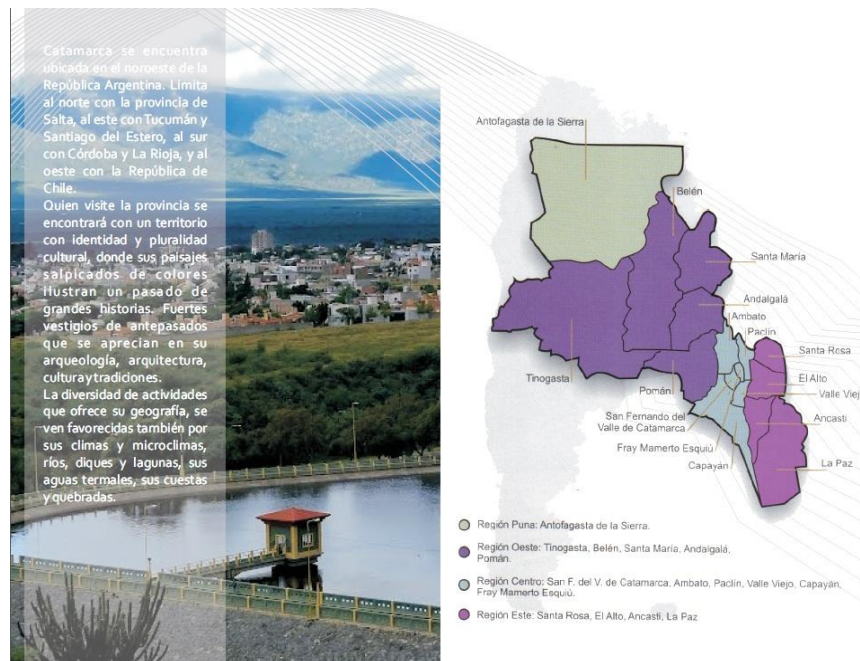 Catamarca se encuentra
ubicada en el noroeste de la
República Argentina. Limita
al norte con la provincia de
Salta, al este con Tucumán y
Santiago del Estero, al sur
con Córdoba y La Rioja, y al
oeste con la República de
Chile.
Quien visite la provincia se
encontrará con un territorio
con identidad y pluralidad
cultural, donde sus paisajes
salpicados de colores
ilustran un pasado de
grandes historias. Fuertes
vestigios de antepasados
que se aprecian en su
arqueología, arquitectura,
cultura y tradiciones.
La diversidad de actividades
que ofrece su geografía, se
ven favorecidas también por
sus climas y microclimas,
ríos, diques y lagunas, sus
aguas termales, sus cuestas
y quebradas.
Antofagasta de la Sierra
Belén
Santa María
Andalgalá
Ambato
Paclín
Santa Rosa
El Alto
Valle Viej
Ancasti
La Paz
Tinogasta
Pomán
San Fernando del
Valle de Catamarca
Fray Mamerto Esquiú
Capayán
Región Puna: Antofagasta de la Sierra.
Región Oeste: Tinogasta, Belén, Santa María, Andalgalá,
Pomán.
Región Centro: San F. del V. de Catamarca, Ambato, Paclín, Valle Viejo, Capayán,
Fray Mamerto Esquiú.
Región Este: Santa Rosa, El Alto, Ancasti, La Paz